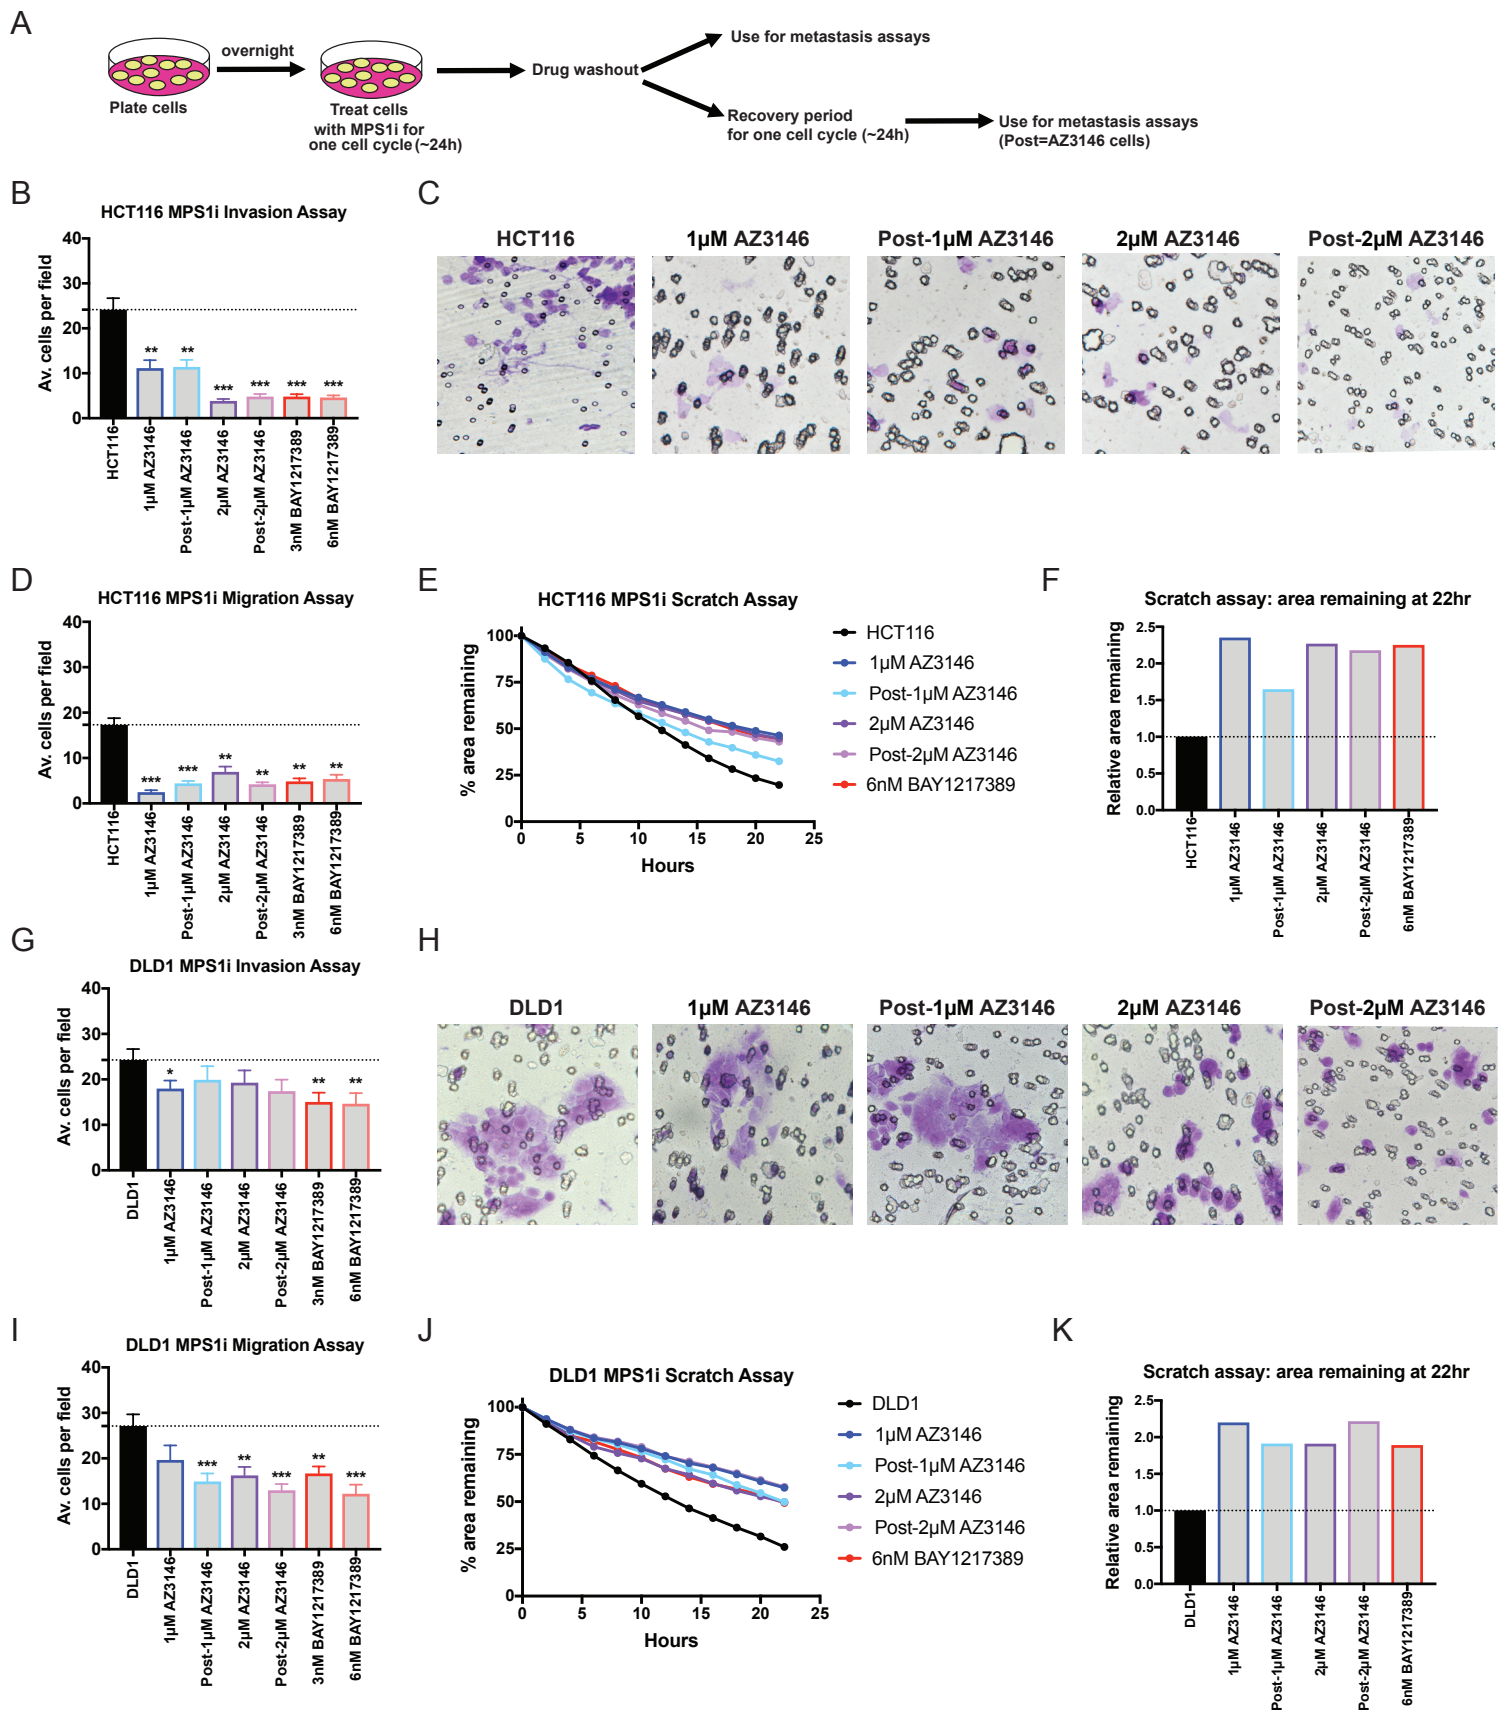 A
overnight
Plate cells
Treat cells
with MPS1i for
one cell cycle (~24h)
Drug washout
Use for metastasis assays
Recovery period
for one cell cycle (~24h)
Use for metastasis assays
(Post=AZ3146 cells)
B
HCT116 MPS1i Invasion Assay
Av. cells per field
40
30
20
10
0
**
**
***
***
***
***
HCT116
1µM AZ3146
Post-1µM AZ3146
2µM AZ3146
Post-2µM AZ3146
3nM BAY1217389
6nM BAY1217389
C
HCT116
1µM AZ3146
Post-1µM AZ3146
2µM AZ3146
Post-2µM AZ3146
D
HCT116 MPS1i Migration Assay
Av. cells per field
40
30
20
10
0
***
***
**
**
**
**
HCT116
1µM AZ3146
Post-1µM AZ3146
2µM AZ3146
Post-2µM AZ3146
3nM BAY1217389
6nM BAY1217389
E
HCT116 MPS1i Scratch Assay
% area remaining
100
75
50
25
0
0 5 10 15 20 25
Hours
HCT116
1µM AZ3146
Post-1µM AZ3146
2µM AZ3146
Post-2µM AZ3146
6nM BAY1217389
F
Scratch assay: area remaining at 22hr
Relative area remaining
2.5
2.0
1.5
1.0
0.5
0.0
HCT116
1µM AZ3146
Post-1µM AZ3146
2µM AZ3146
Post-2µM AZ3146
6nM BAY1217389
G
DLD1 MPS1i Invasion Assay
Av. cells per field
40
30
20
10
0
*
**
**
DLD1
1µM AZ3146
Post-1µM AZ3146
2µM AZ3146
Post-2µM AZ3146
3nM BAY1217389
6nM BAY1217389
H
DLD1
1µM AZ3146
Post-1µM AZ3146
2µM AZ3146
Post-2µM AZ3146
I
DLD1 MPS1i Migration Assay
Av. cells per field
40
30
20
10
0
***
**
***
**
***
DLD1
1µM AZ3146
Post-1µM AZ3146
2µM AZ3146
Post-2µM AZ3146
3nM BAY1217389
6nM BAY1217389
J
DLD1 MPS1i Scratch Assay
% area remaining
100
75
50
25
0
0 5 10 15 20 25
Hours
DLD1
1µM AZ3146
Post-1µM AZ3146
2µM AZ3146
Post-2µM AZ3146
6nM BAY1217389
K
Scratch assay: area remaining at 22hr
Relative area remaining
2.5
2.0
1.5
1.0
0.5
0.0
DLD1
1µM AZ3146
Post-1µM AZ3146
2µM AZ3146
Post-2µM AZ3146
6nM BAY1217389